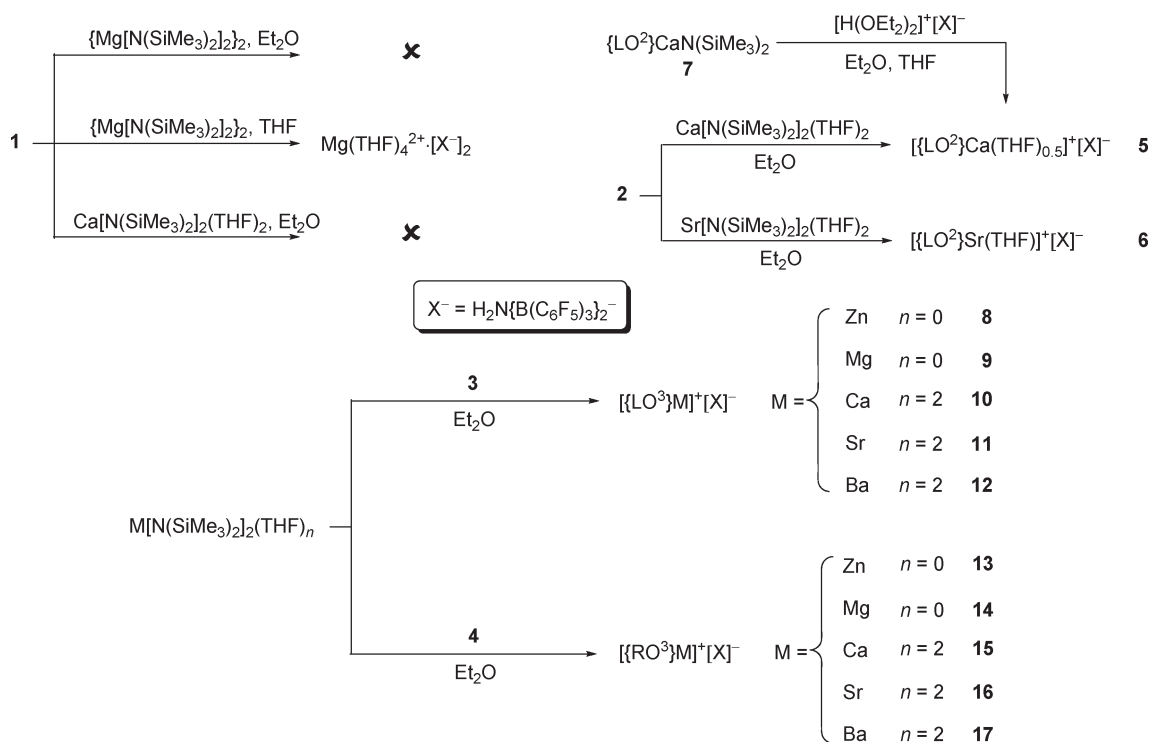 {Mg[N(SiMe₃)₂]₂}₂, Et₂O
✘
1
{Mg[N(SiMe₃)₂]₂}₂, THF
Mg(THF)₄²⁺·[X⁻]₂
Ca[N(SiMe₃)₂]₂(THF)₂, Et₂O
✘
{LO²}CaN(SiMe₃)₂
7
[H(OEt₂)₂]⁺[X]⁻
Et₂O, THF
2
Ca[N(SiMe₃)₂]₂(THF)₂
Et₂O
[{LO²}Ca(THF)₀.₅]⁺[X]⁻ 5
Sr[N(SiMe₃)₂]₂(THF)₂
Et₂O
[{LO²}Sr(THF)]⁺[X]⁻ 6
X⁻ = H₂N{B(C₆F₅)₃}₂⁻
M[N(SiMe₃)₂]₂(THF)ₙ
3
Et₂O
[{LO³}M]⁺[X]⁻ M =
Zn n = 0 8
Mg n = 0 9
Ca n = 2 10
Sr n = 2 11
Ba n = 2 12
4
Et₂O
[{RO³}M]⁺[X]⁻ M =
Zn n = 0 13
Mg n = 0 14
Ca n = 2 15
Sr n = 2 16
Ba n = 2 17